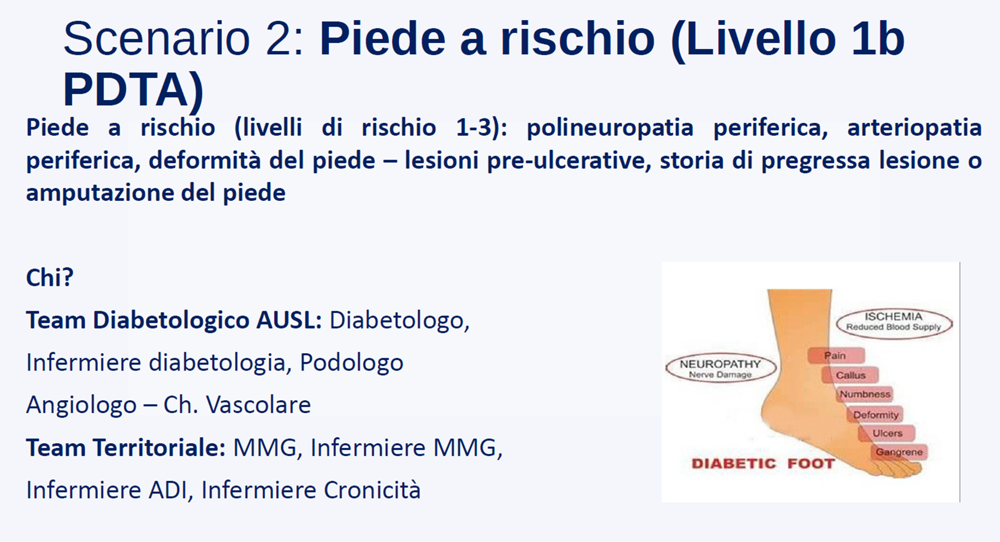 Scenario 2: Piede a rischio (Livello 1b
PDTA)
Piede a rischio (livelli di rischio 1-3): polineuropatia periferica, arteriopatia
periferica, deformità del piede – lesioni pre-ulcerative, storia di pregressa lesione o
amputazione del piede
Chi?
Team Diabetologico AUSL: Diabetologo,
Infermiere diabetologia, Podologo
Angiologo – Ch. Vascolare
Team Territoriale: MMG, Infermiere MMG,
Infermiere ADI, Infermiere Cronicità
ISCHEMIA
Reduced Blood Supply
NEUROPATHY
Nerve Damage
Pain
Callus
Numbness
Deformity
Ulcers
Gangrene
DIABETIC FOOT